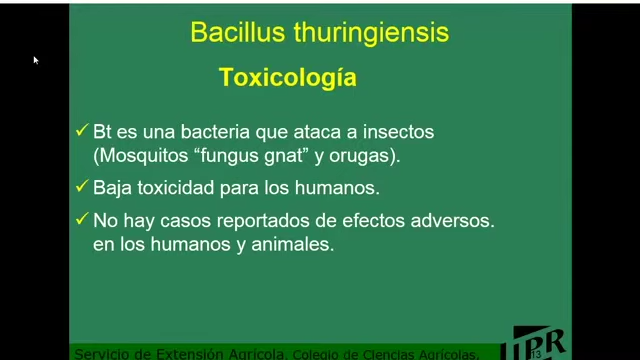 Bacillus thuringiensis
Toxicología
Bt es una bacteria que ataca a insectos
(Mosquitos “fungus gnat” y orugas).
Baja toxicidad para los humanos.
No hay casos reportados de efectos adversos.
en los humanos y animales.
Servicio de Extensión Agrícola, Colegio de Ciencias Agrícolas,
UPR
13